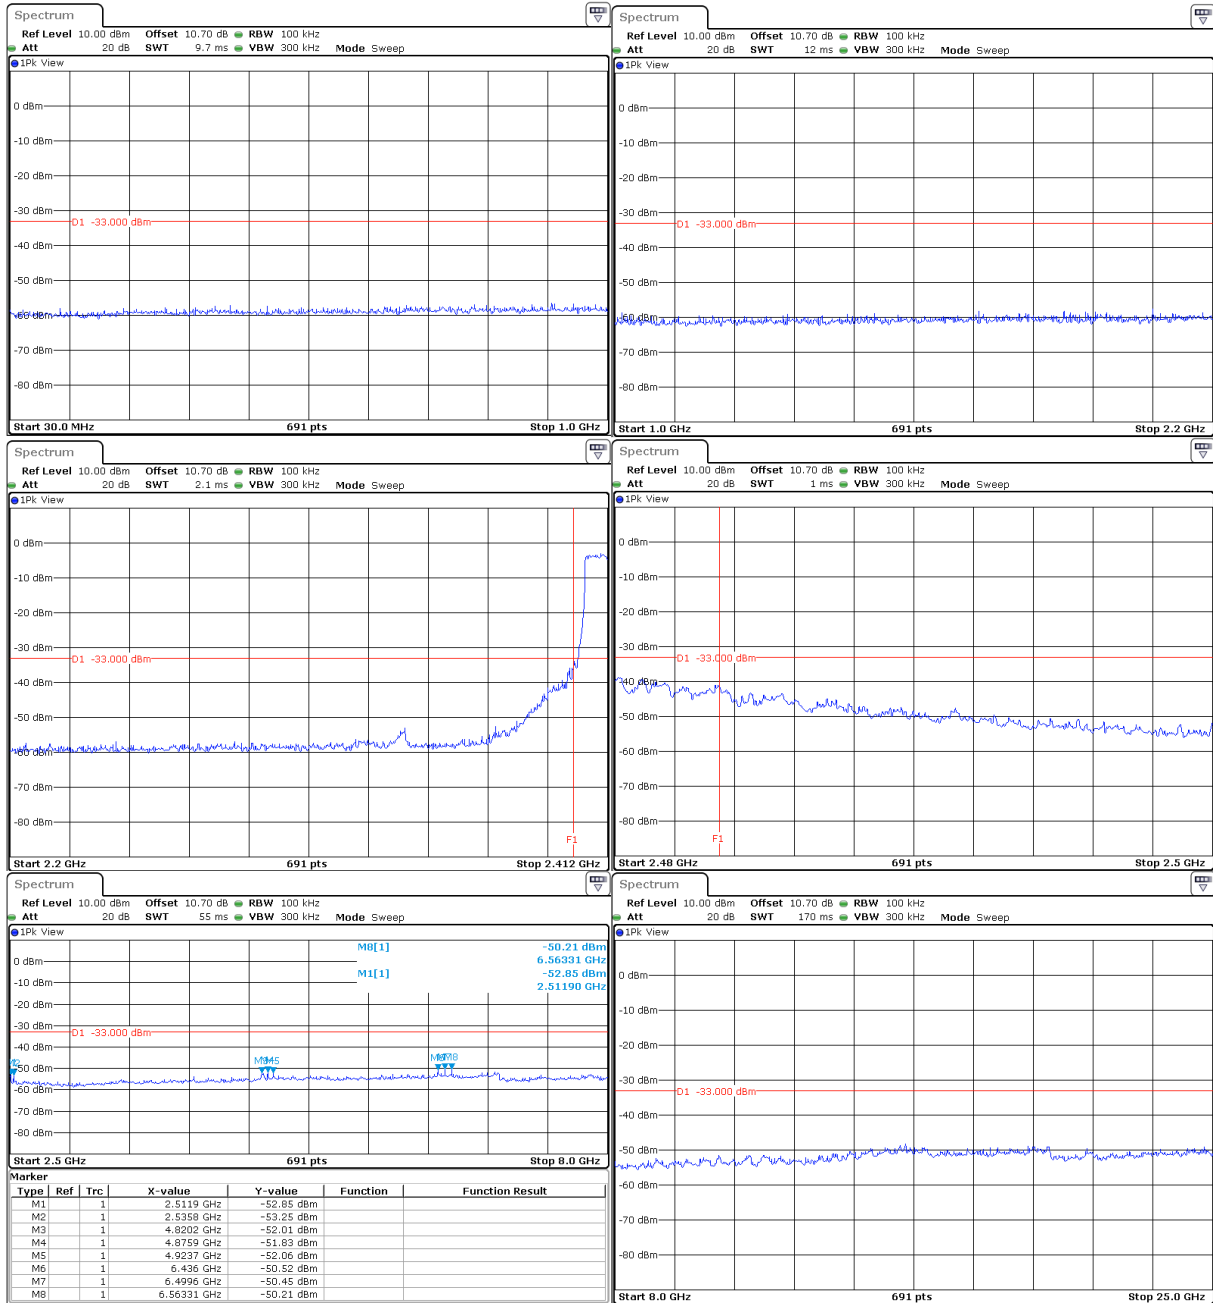 Spectrum
Ref Level 10.00 dBm Offset 10.70 dB RBW 100 kHz
Att 20 dB SWT 9.7 ms VBW 300 kHz Mode Sweep
1Pk View
0 dBm
-10 dBm
-20 dBm
-30 dBm
D1 -33.000 dBm
-40 dBm
-50 dBm
-60 dBm
-70 dBm
-80 dBm
Start 30.0 MHz 691 pts Stop 1.0 GHz
Spectrum
Ref Level 10.00 dBm Offset 10.70 dB RBW 100 kHz
Att 20 dB SWT 12 ms VBW 300 kHz Mode Sweep
1Pk View
0 dBm
-10 dBm
-20 dBm
-30 dBm
D1 -33.000 dBm
-40 dBm
-50 dBm
-60 dBm
-70 dBm
-80 dBm
Start 1.0 GHz 691 pts Stop 2.2 GHz
Spectrum
Ref Level 10.00 dBm Offset 10.70 dB RBW 100 kHz
Att 20 dB SWT 2.1 ms VBW 300 kHz Mode Sweep
1Pk View
0 dBm
-10 dBm
-20 dBm
-30 dBm
D1 -33.000 dBm
-40 dBm
-50 dBm
-60 dBm
-70 dBm
-80 dBm
F1
Start 2.2 GHz 691 pts Stop 2.412 GHz
Spectrum
Ref Level 10.00 dBm Offset 10.70 dB RBW 100 kHz
Att 20 dB SWT 1 ms VBW 300 kHz Mode Sweep
1Pk View
0 dBm
-10 dBm
-20 dBm
-30 dBm
D1 -33.000 dBm
-40 dBm
-50 dBm
-60 dBm
-70 dBm
-80 dBm
F1
Start 2.48 GHz 691 pts Stop 2.5 GHz
Spectrum
Ref Level 10.00 dBm Offset 10.70 dB RBW 100 kHz
Att 20 dB SWT 55 ms VBW 300 kHz Mode Sweep
1Pk View
M8[1] -50.21 dBm
6.56331 GHz
M1[1] -52.85 dBm
2.51190 GHz
0 dBm
-10 dBm
-20 dBm
-30 dBm
D1 -33.000 dBm
-40 dBm
-50 dBm
-60 dBm
-70 dBm
-80 dBm
Start 2.5 GHz 691 pts Stop 8.0 GHz
Marker
Type Ref Trc X-value Y-value Function Function Result
M1 1 2.5119 GHz -52.85 dBm
M2 1 2.5358 GHz -53.25 dBm
M3 1 4.8202 GHz -52.01 dBm
M4 1 4.8759 GHz -51.83 dBm
M5 1 4.9237 GHz -52.06 dBm
M6 1 6.436 GHz -50.52 dBm
M7 1 6.4996 GHz -50.45 dBm
M8 1 6.56331 GHz -50.21 dBm
Spectrum
Ref Level 10.00 dBm Offset 10.70 dB RBW 100 kHz
Att 20 dB SWT 170 ms VBW 300 kHz Mode Sweep
1Pk View
0 dBm
-10 dBm
-20 dBm
-30 dBm
D1 -33.000 dBm
-40 dBm
-50 dBm
-60 dBm
-70 dBm
-80 dBm
Start 8.0 GHz 691 pts Stop 25.0 GHz